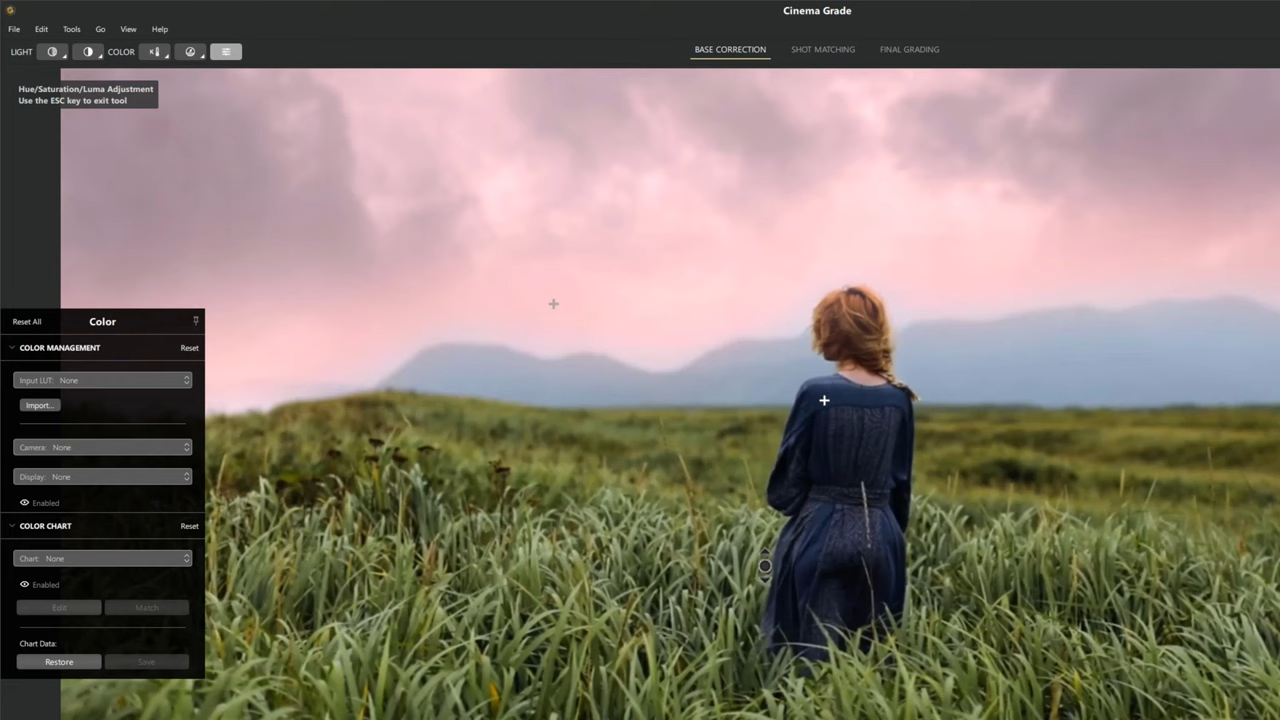 Cinema Grade
File Edit Tools Go View Help
LIGHT COLOR K BASE CORRECTION SHOT MATCHING FINAL GRADING
Hue/Saturation/Luma Adjustment
Use the ESC key to exit tool
Reset All Color
COLOR MANAGEMENT Reset
Input LUT: None
Import...
Camera: None
Display: None
Enabled
COLOR CHART Reset
Chart: None
Enabled
Edit Match
Chart Data:
Restore Save